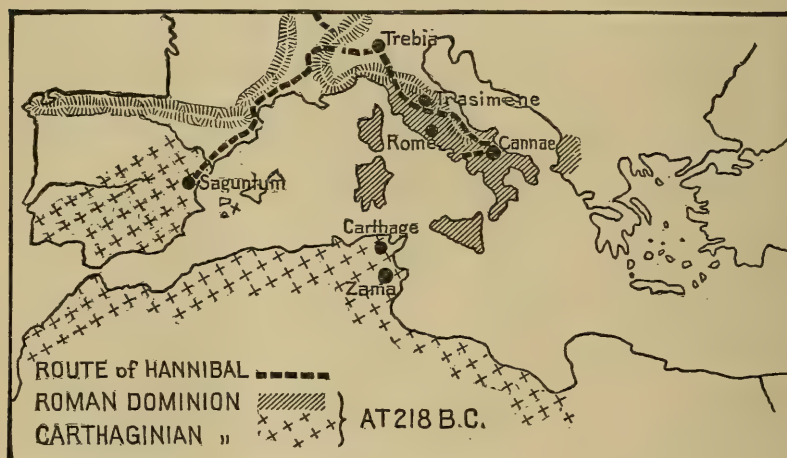 Trebia
Trasimene
Rome
Cannae
Saguntum
Carthage
Zama
ROUTE of HANNIBAL
ROMAN DOMINION
CARTHAGINIAN „
AT 218 B.C.